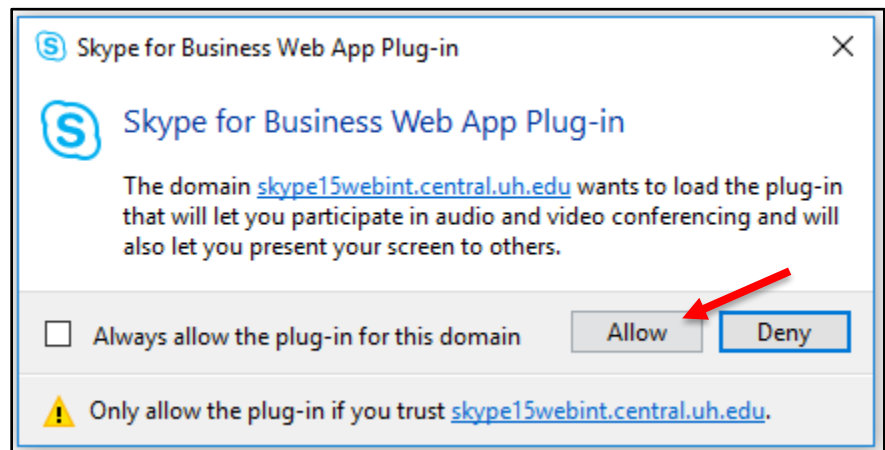 Skype for Business Web App Plug-in
Skype for Business Web App Plug-in
The domain skype15webint.central.uh.edu wants to load the plug-in
that will let you participate in audio and video conferencing and will
also let you present your screen to others.
Always allow the plug-in for this domain Allow Deny
Only allow the plug-in if you trust skype15webint.central.uh.edu.